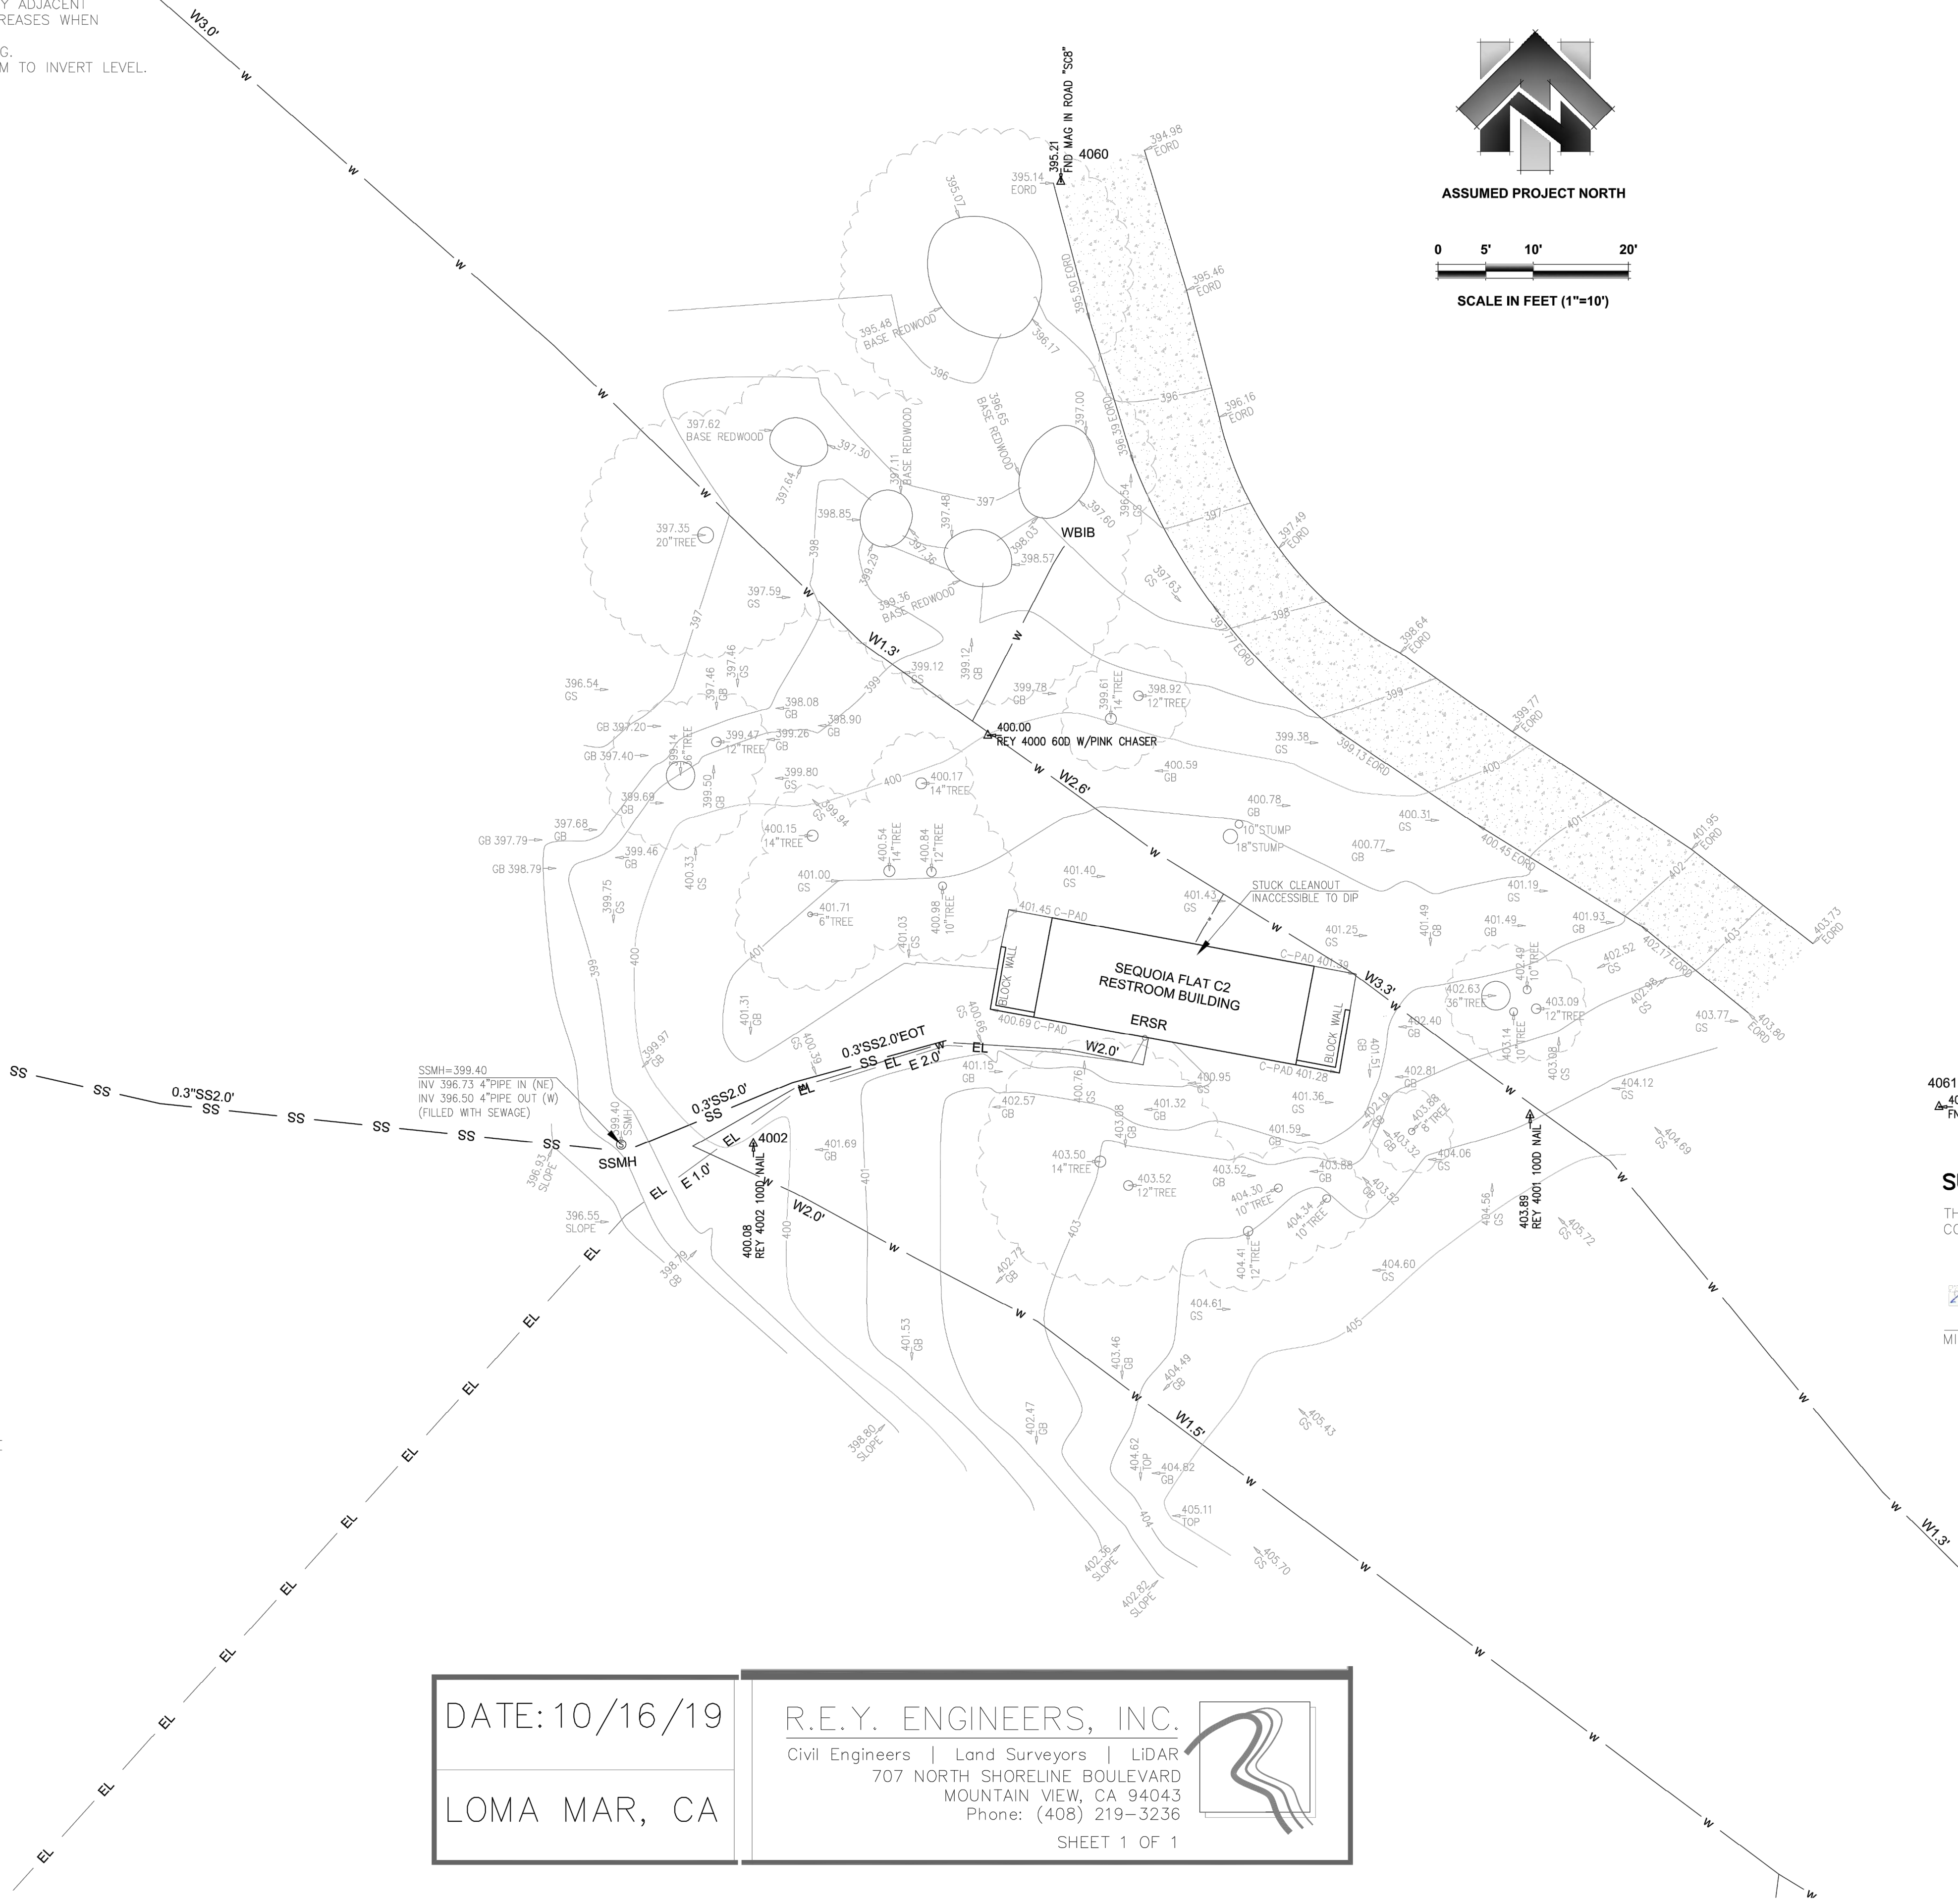 Y ADJACENT
REASES WHEN
G.
M TO INVERT LEVEL.
W3.0'
395.21
FND MAG IN ROAD "SC8"
4060
395.14
EORD
394.98
EORD
ASSUMED PROJECT NORTH
0 5' 10' 20'
SCALE IN FEET (1"=10')
395.07
395.48
BASE REDWOOD
396.17
395.50 EORD
395.46
EORD
396
396
396.16
EORD
396.39 EORD
396.65
BASE REDWOOD
397.00
397.62
BASE REDWOOD
397.30
397.64
397.11
BASE REDWOOD
397.48
397
397.60
396.54
GS
397
397.49
EORD
398.85
397.35
20"TREE
398
399.29
397.36
398.03
398.57
WBIB
399.36
BASE REDWOOD
397.63
GS
397.59
GS
397
398
397.77 EORD
398.64
EORD
W1.3'
W
399.12
GS
399.12
GB
397.46
GS
397.46
GB
396.54
GS
399
399.78
GB
399.61
14"TREE
398.92
12"TREE
399
399.77
EORD
398.08
GB
398.90
GB
GB 397.20
399.47
12"TREE
399.26
GB
400.00
REY 4000 60D W/PINK CHASER
399.38
GS
399.13 EORD
GB 397.40
399.14
36"TREE
399.50
GB
399.80
GS
400
400.17
14"TREE
W2.6'
400.59
GB
400
399.69
GB
399.94
GS
400.78
GB
400.31
GS
401
401.95
EORD
GB 397.79
397.68
GB
400.15
14"TREE
400.54
14"TREE
400.84
12"TREE
10"STUMP
18"STUMP
400.77
GB
400.45 EORD
GB 398.79
399.46
GB
400.33
GS
401.00
GS
401.40
GS
STUCK CLEANOUT
INACCESSIBLE TO DIP
401.19
GS
402
399.75
GS
401.71
6"TREE
400.98
10"TREE
401.43
GS
401.45 C-PAD
401.49
GB
401.49
GB
401.93
GB
403.73
EORD
401.03
GS
401.25
GS
402.17 EORD
403
401
400
399
BLOCK WALL
SEQUOIA FLAT C2
RESTROOM BUILDING
C-PAD 401.39
W3.3'
402.63
36"TREE
402.49
10"TREE
402.52
GS
402.98
GS
403.09
12"TREE
403.14
10"TREE
403.77
GS
403.80
EORD
401.31
GB
400.66
GS
400.69 C-PAD
ERSR
BLOCK WALL
402.40
GB
401.51
GB
403.08
GS
399.97
GB
400.39
GS
0.3'SS2.0'EOT
SS EL E 2.0'
EL
W2.0'
401.15
GB
400.76
GS
400.95
GS
C-PAD 401.28
402.81
GB
404.12
GS
SS
0.3"SS2.0'
SSMH=399.40
INV 396.73 4"PIPE IN (NE)
INV 396.50 4"PIPE OUT (W)
(FILLED WITH SEWAGE)
0.3'SS2.0'
SS
EL
402.57
GB
403.08
GB
401.32
GB
401.36
GS
402.19
GB
403.88
8"TREE
4061
399.40
SSMH
SSMH
4002
401.69
GB
401.59
GB
403.32
GB
404.06
GS
404.69
GS
396.93
SLOPE
EL
E 1.0'
403.50
14"TREE
403.52
12"TREE
403.52
GB
403.88
GB
403.52
GB
404.30
10"TREE
404.34
10"TREE
403.89
REY 4001 100D NAIL
396.55
SLOPE
400.08
REY 4002 100D NAIL
W2.0'
400
401
403
404.56
GS
405.72
GS
398.79
GB
404.41
12"TREE
402.72
GB
404.60
GS
404.61
GS
401.53
GB
405
403.46
GB
404.49
GB
398.80
SLOPE
402.47
GB
W1.5'
405.43
GS
404.62
TOP
404.82
GB
405.11
TOP
404
W1.3'
402.36
SLOPE
405.70
GS
402.82
SLOPE
DATE: 10/16/19
LOMA MAR, CA
R.E.Y. ENGINEERS, INC.
Civil Engineers | Land Surveyors | LiDAR
707 NORTH SHORELINE BOULEVARD
MOUNTAIN VIEW, CA 94043
Phone: (408) 219-3236
SHEET 1 OF 1